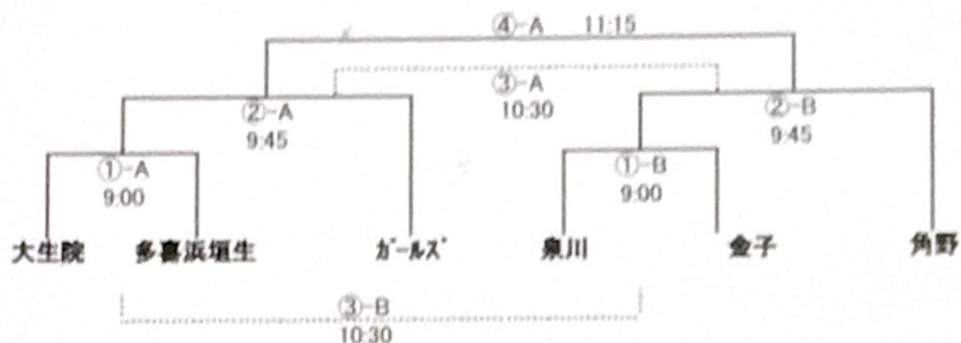 ④-A 11:15
③-A
10:30
②-A
9:45
②-B
9:45
①-A
9:00
①-B
9:00
大生院 多喜浜垣生 ガールズ 泉川 金子 角野
③-B
10:30